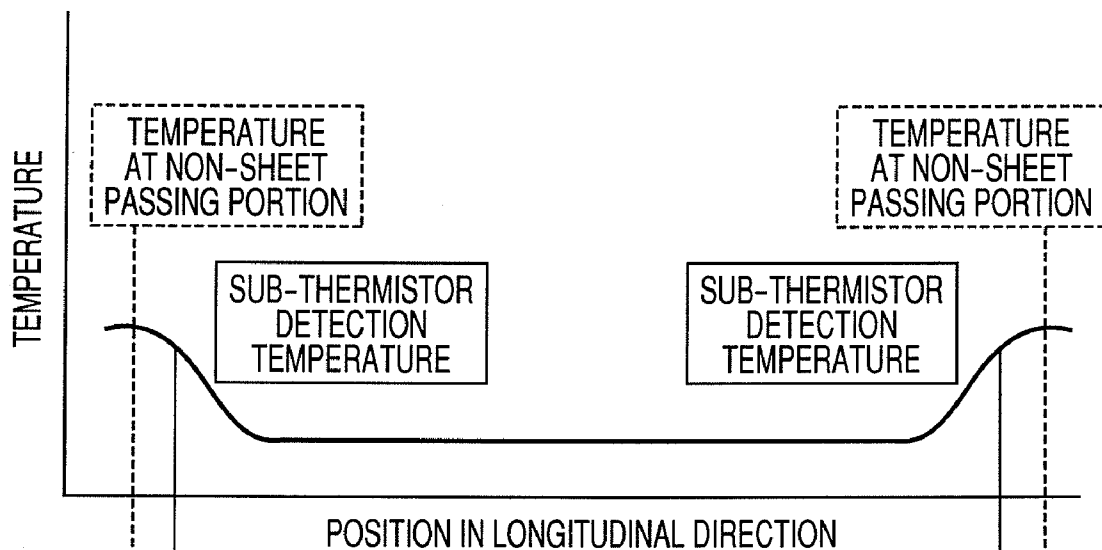 TEMPERATURE
TEMPERATURE
AT NON-SHEET
PASSING PORTION
TEMPERATURE
AT NON-SHEET
PASSING PORTION
SUB-THERMISTOR
DETECTION
TEMPERATURE
SUB-THERMISTOR
DETECTION
TEMPERATURE
POSITION IN LONGITUDINAL DIRECTION